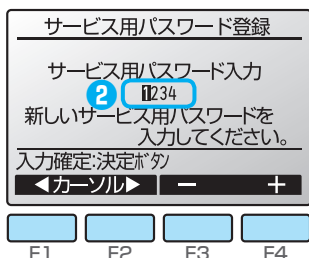 サービス用パスワード登録
サービス用パスワード入力
2 1234
新しいサービス用パスワードを
入力してください。
入力確定:決定ﾎﾞﾀﾝ
◀カーソル▶ － ＋
F1 F2 F3 F4